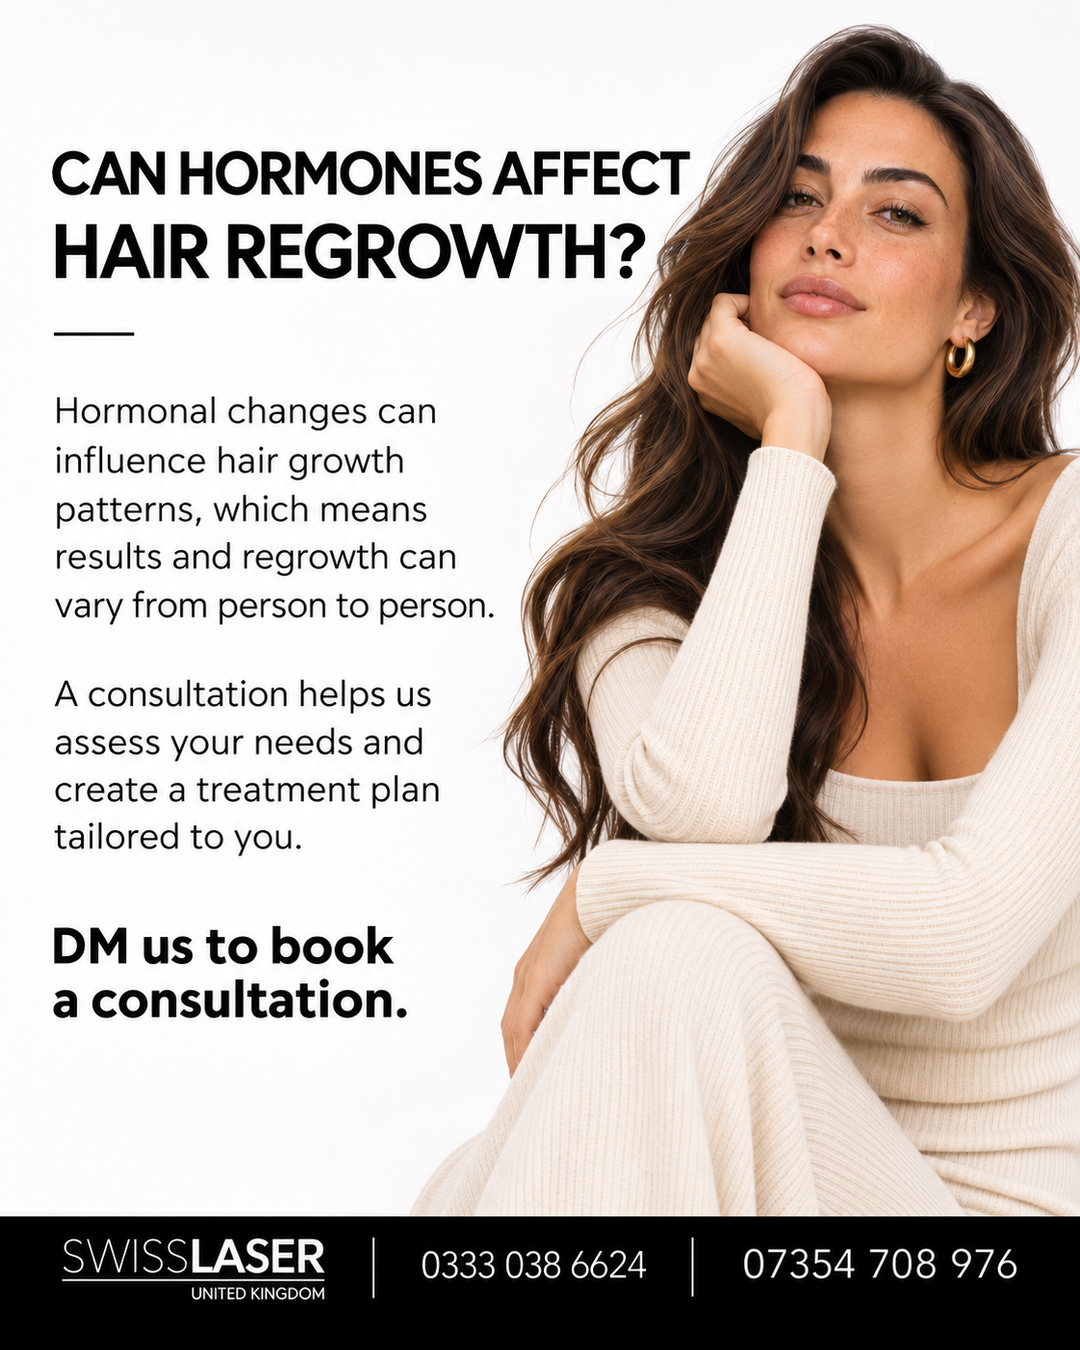 CAN HORMONES AFFECT
HAIR REGROWTH?
Hormonal changes can
influence hair growth
patterns, which means
results and regrowth can
vary from person to person.
A consultation helps us
assess your needs and
create a treatment plan
tailored to you.
DM us to book
a consultation.
SWISSLASER
UNITED KINGDOM
0333 038 6624
07354 708 976